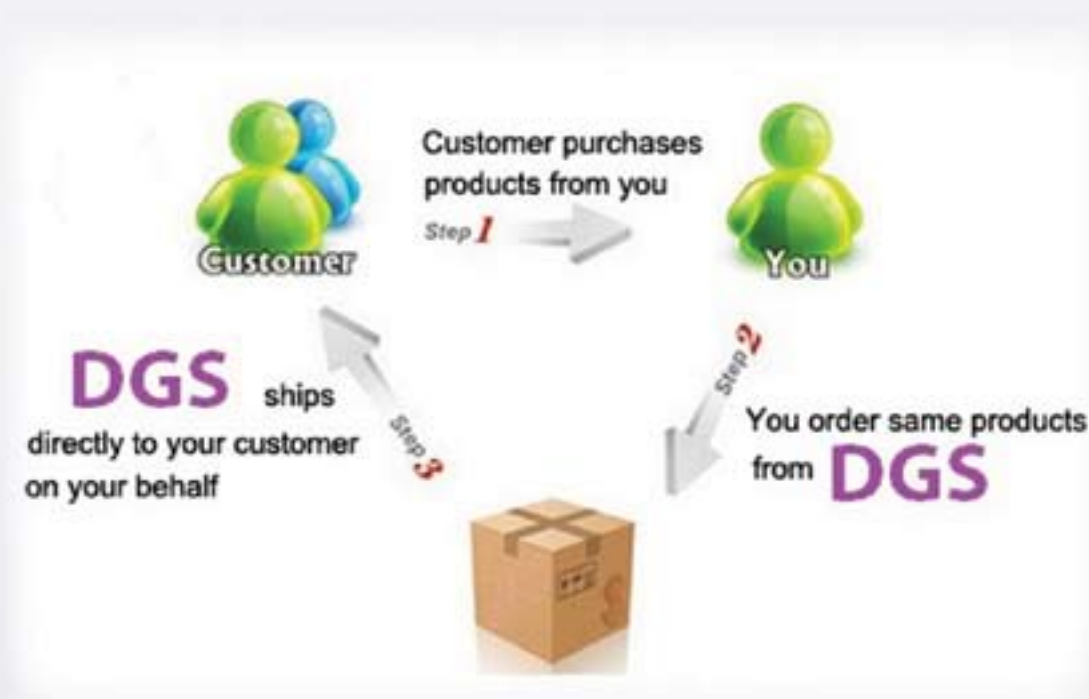 Customer purchases
products from you
Step 1
Customer
You
Step 2
You order same products
from DGS
DGS ships
directly to your customer
on your behalf
Step 3